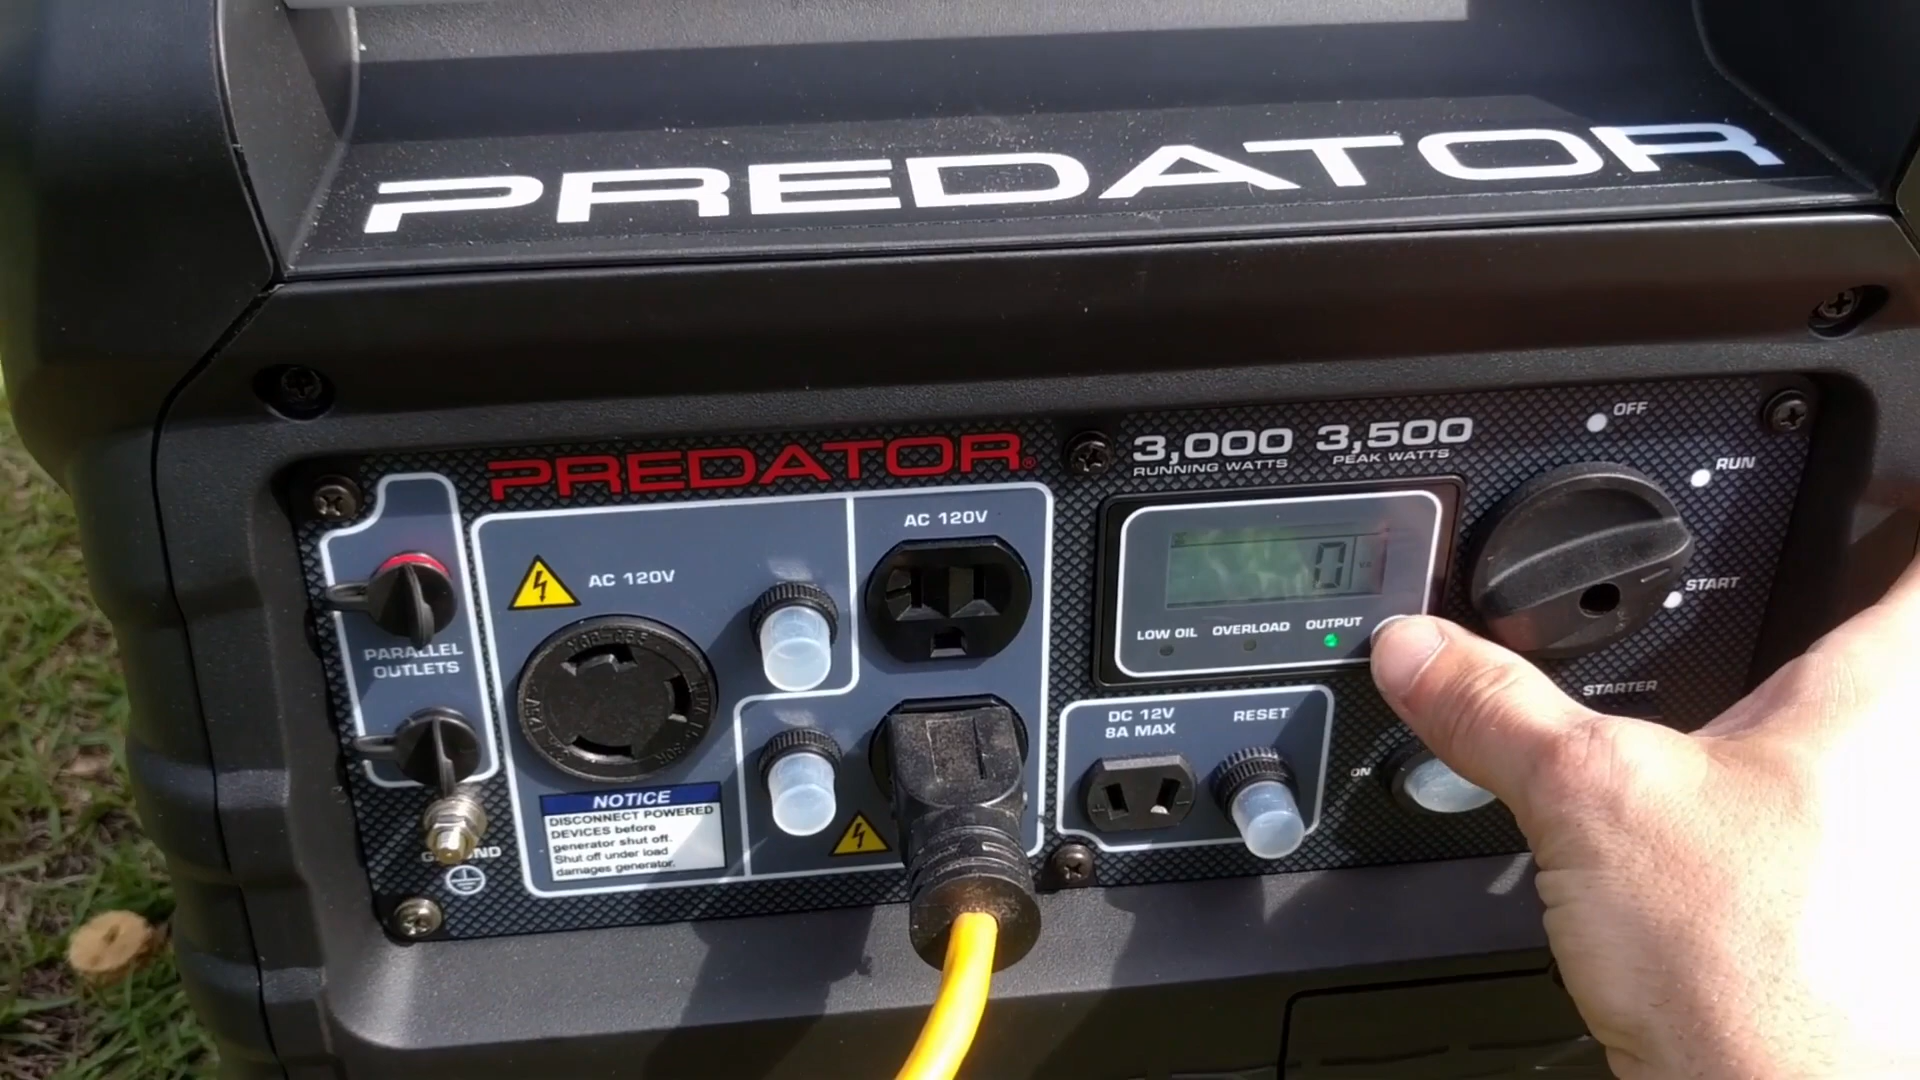 PREDATOR
PREDATOR®
3,000 3,500
RUNNING WATTS PEAK WATTS
OFF
RUN
START
STARTER
ON
AC 120V
AC 120V
0
LOW OIL OVERLOAD OUTPUT
PARALLEL
OUTLETS
DC 12V
8A MAX
RESET
NOTICE
DISCONNECT POWERED
DEVICES before
generator shut off.
Shut off under load
damages generator.